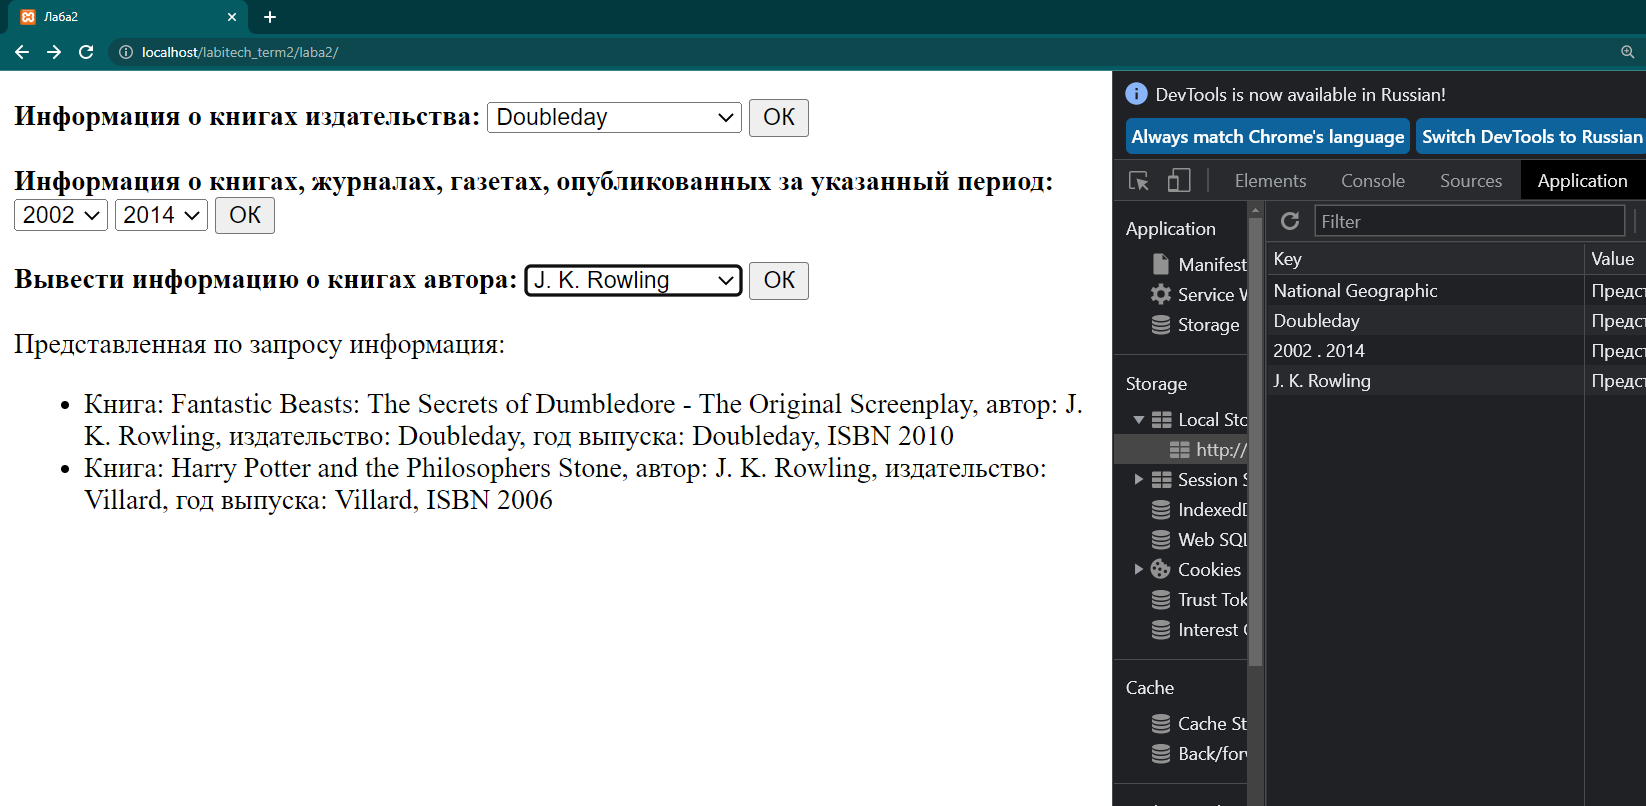 Лаба2
localhost/labitech_term2/laba2/
Информация о книгах издательства: Doubleday OK
Информация о книгах, журналах, газетах, опубликованных за указанный период:
2002 2014 OK
Вывести информацию о книгах автора: J. K. Rowling OK
Представленная по запросу информация:
• Книга: Fantastic Beasts: The Secrets of Dumbledore - The Original Screenplay, автор: J.
K. Rowling, издательство: Doubleday, год выпуска: Doubleday, ISBN 2010
• Книга: Harry Potter and the Philosophers Stone, автор: J. K. Rowling, издательство:
Villard, год выпуска: Villard, ISBN 2006
DevTools is now available in Russian!
Always match Chrome's language Switch DevTools to Russian
Elements Console Sources Application
Application
Manifest
Service W
Storage
Storage
Local Sto
http://
Session S
IndexedD
Web SQL
Cookies
Trust Tok
Interest G
Cache
Cache St
Back/forw
Filter
Key Value
National Geographic Предст
Doubleday Предст
2002 . 2014 Предст
J. K. Rowling Предст